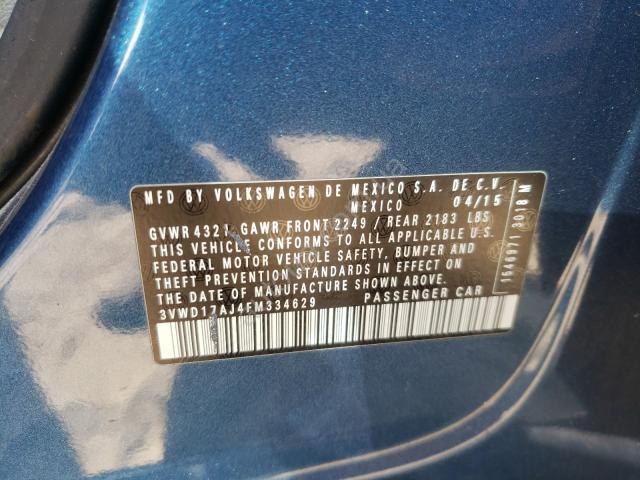 MFD BY VOLKSWAGEN DE MEXICO S.A. DE C.V.
MEXICO 04/15
GVWR 4321, GAWR FRONT 2249 / REAR 2183 LBS
THIS VEHICLE CONFORMS TO ALL APPLICABLE U.S.
FEDERAL MOTOR VEHICLE SAFETY, BUMPER AND
THEFT PREVENTION STANDARDS IN EFFECT ON
THE DATE OF MANUFACTURE SHOWN ABOVE.
3VWD17AJ4FM334629 PASSENGER CAR
3018 M